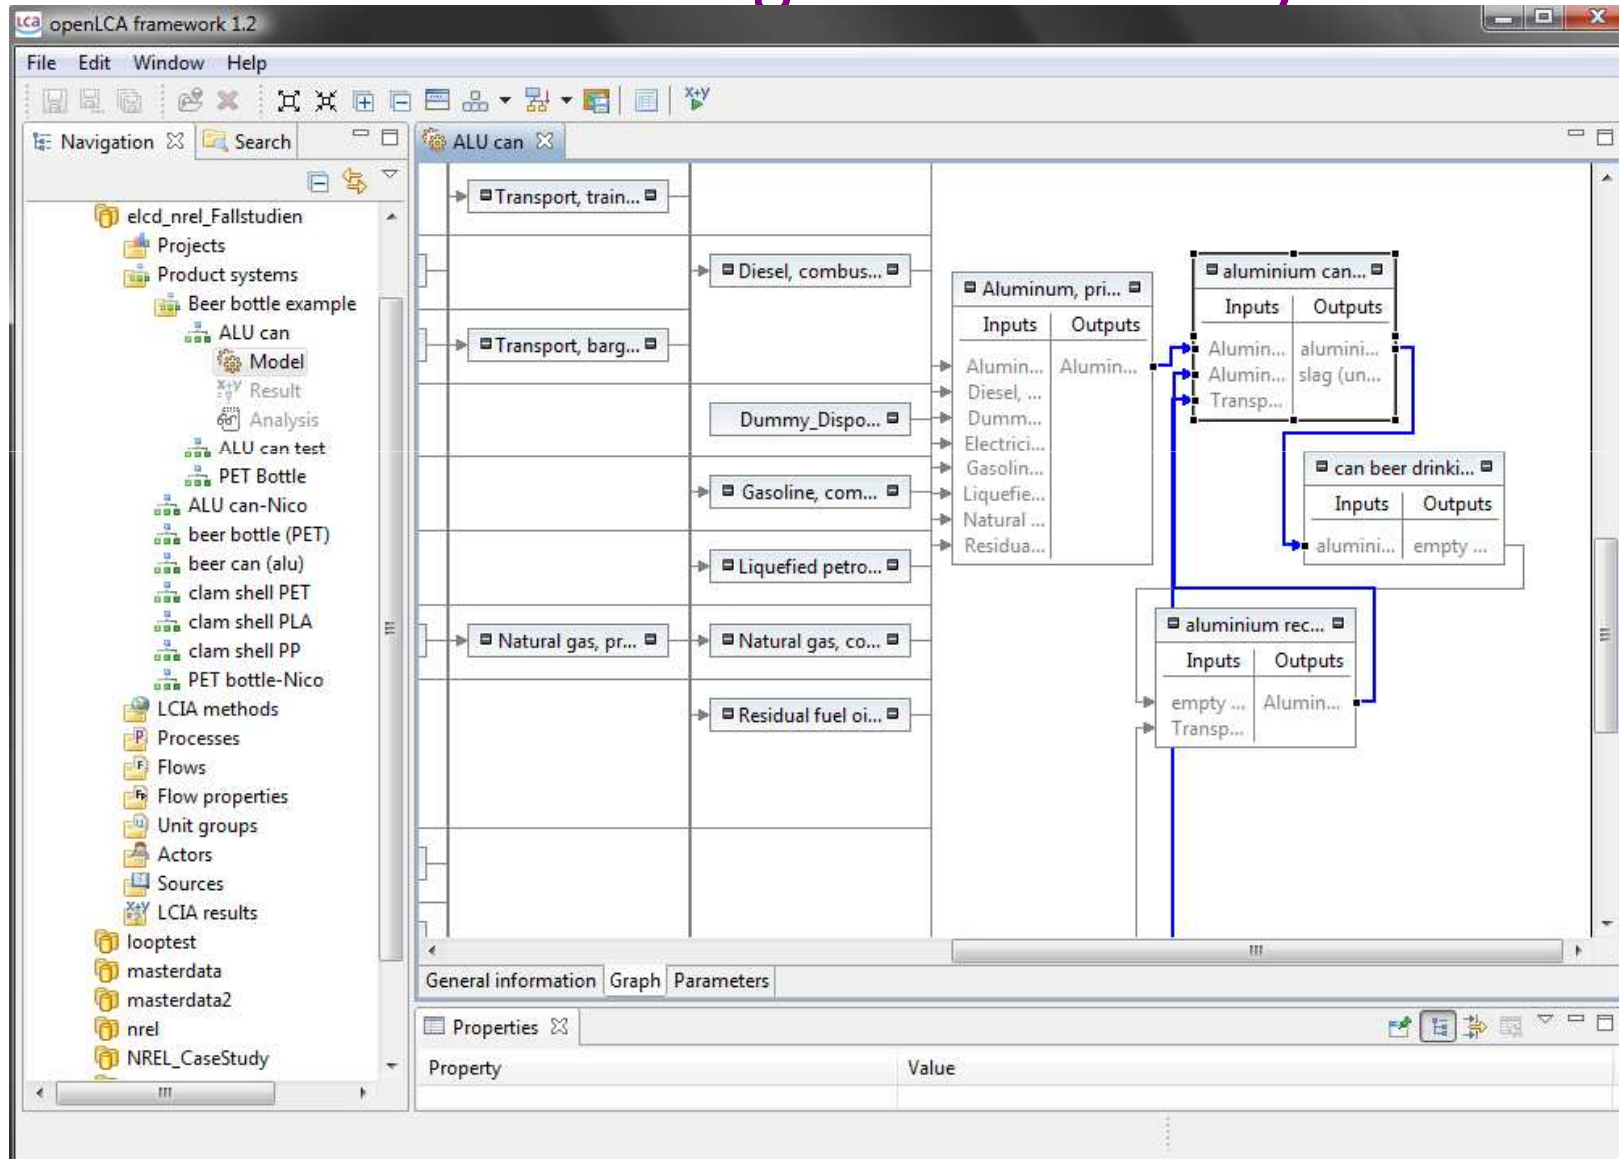 LCA openLCA framework 1.2
File Edit Window Help
X+Y
Navigation Search
elcd_nrel_Fallstudien
Projects
Product systems
Beer bottle example
ALU can
Model
Result
Analysis
ALU can test
PET Bottle
ALU can-Nico
beer bottle (PET)
beer can (alu)
clam shell PET
clam shell PLA
clam shell PP
PET bottle-Nico
LCIA methods
Processes
Flows
Flow properties
Unit groups
Actors
Sources
LCIA results
looptest
masterdata
masterdata2
nrel
NREL_CaseStudy
ALU can
Transport, train...
Diesel, combus...
Transport, barg...
Dummy_Dispo...
Gasoline, com...
Liquefied petro...
Natural gas, pr... Natural gas, co...
Residual fuel oi...
Aluminum, pri...
Inputs Outputs
Alumin... Alumin...
Diesel, ...
Dumm...
Electrici...
Gasolin...
Liquefie...
Natural ...
Residua...
aluminium can...
Inputs Outputs
Alumin... alumini...
Alumin... slag (un...
Transp...
can beer drinki...
Inputs Outputs
alumini... empty ...
aluminium rec...
Inputs Outputs
empty ... Alumin...
Transp...
General information Graph Parameters
Properties
Property Value